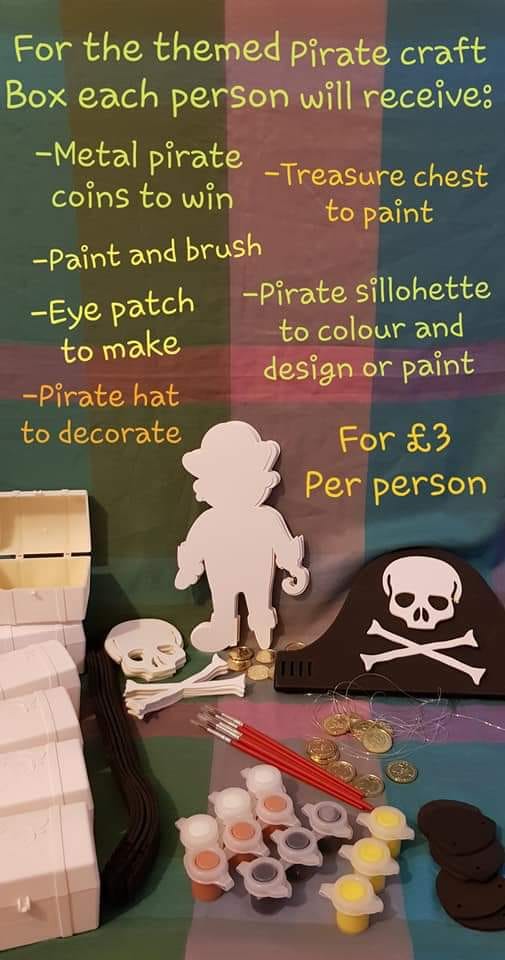 For the themed Pirate craft
Box each person will receive:
-Metal pirate
coins to win
-Treasure chest
to paint
-Paint and brush
-Eye patch
to make
-Pirate sillohette
to colour and
design or paint
-Pirate hat
to decorate
For £3
Per person